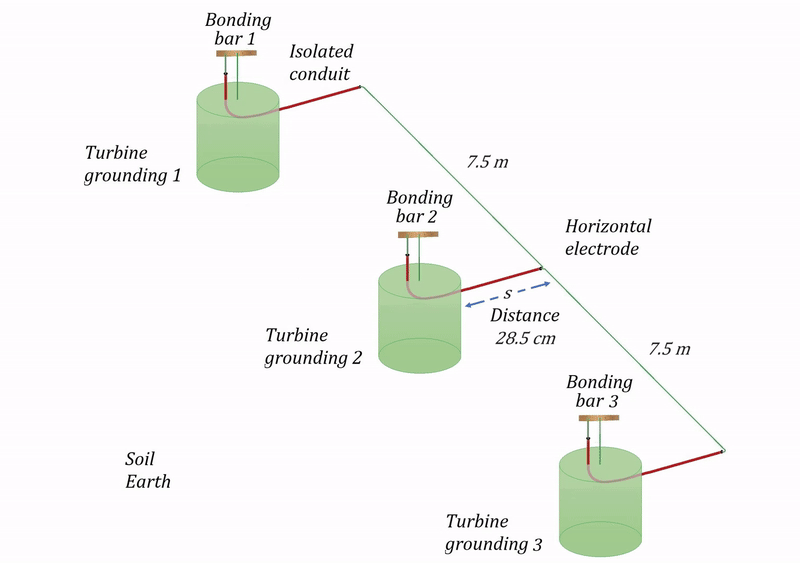 Bonding
bar 1
Isolated
conduit
Turbine
grounding 1
7.5 m
Bonding
bar 2
Horizontal
electrode
s
Distance
28.5 cm
Turbine
grounding 2
7.5 m
Bonding
bar 3
Soil
Earth
Turbine
grounding 3